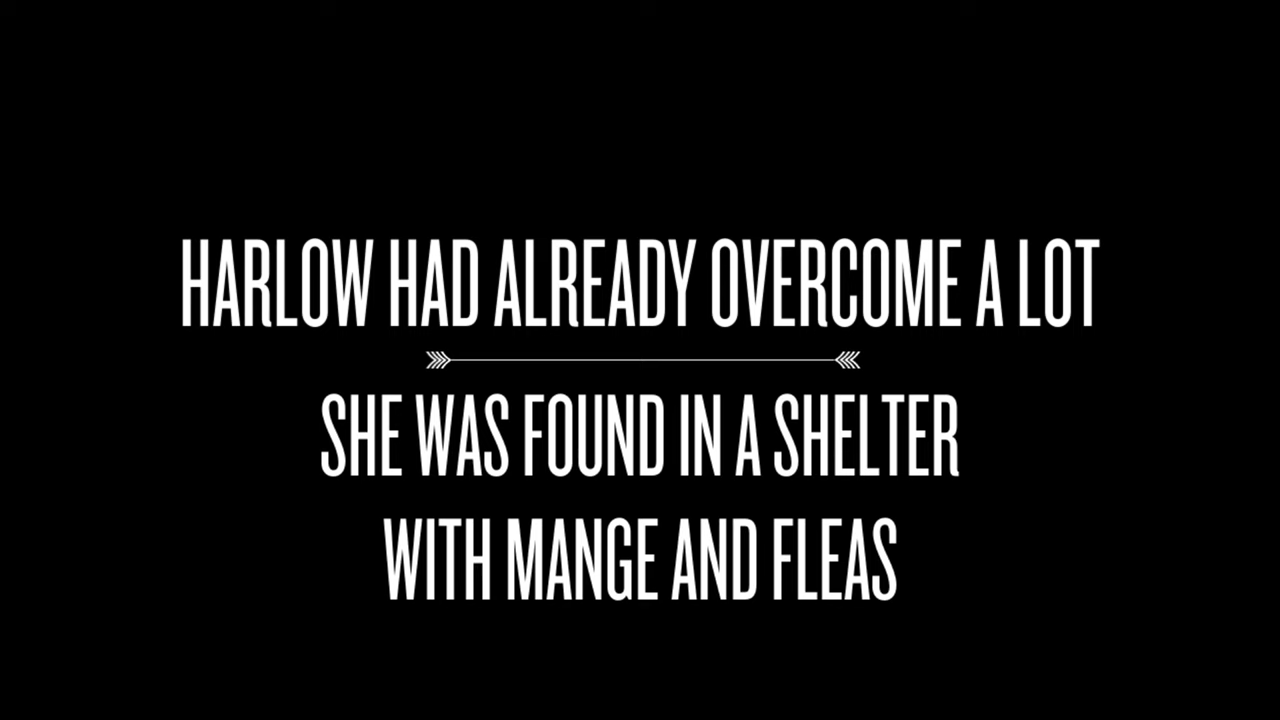 HARLOW HAD ALREADY OVERCOME A LOT
SHE WAS FOUND IN A SHELTER
WITH MANGE AND FLEAS